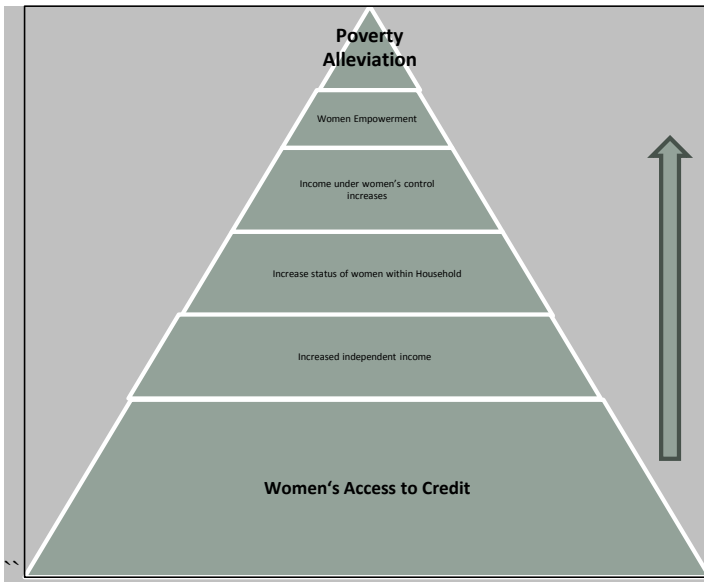 Poverty
Alleviation
Women Empowerment
Income under women's control
increases
Increase status of women within Household
Increased independent income
Women‘s Access to Credit
``